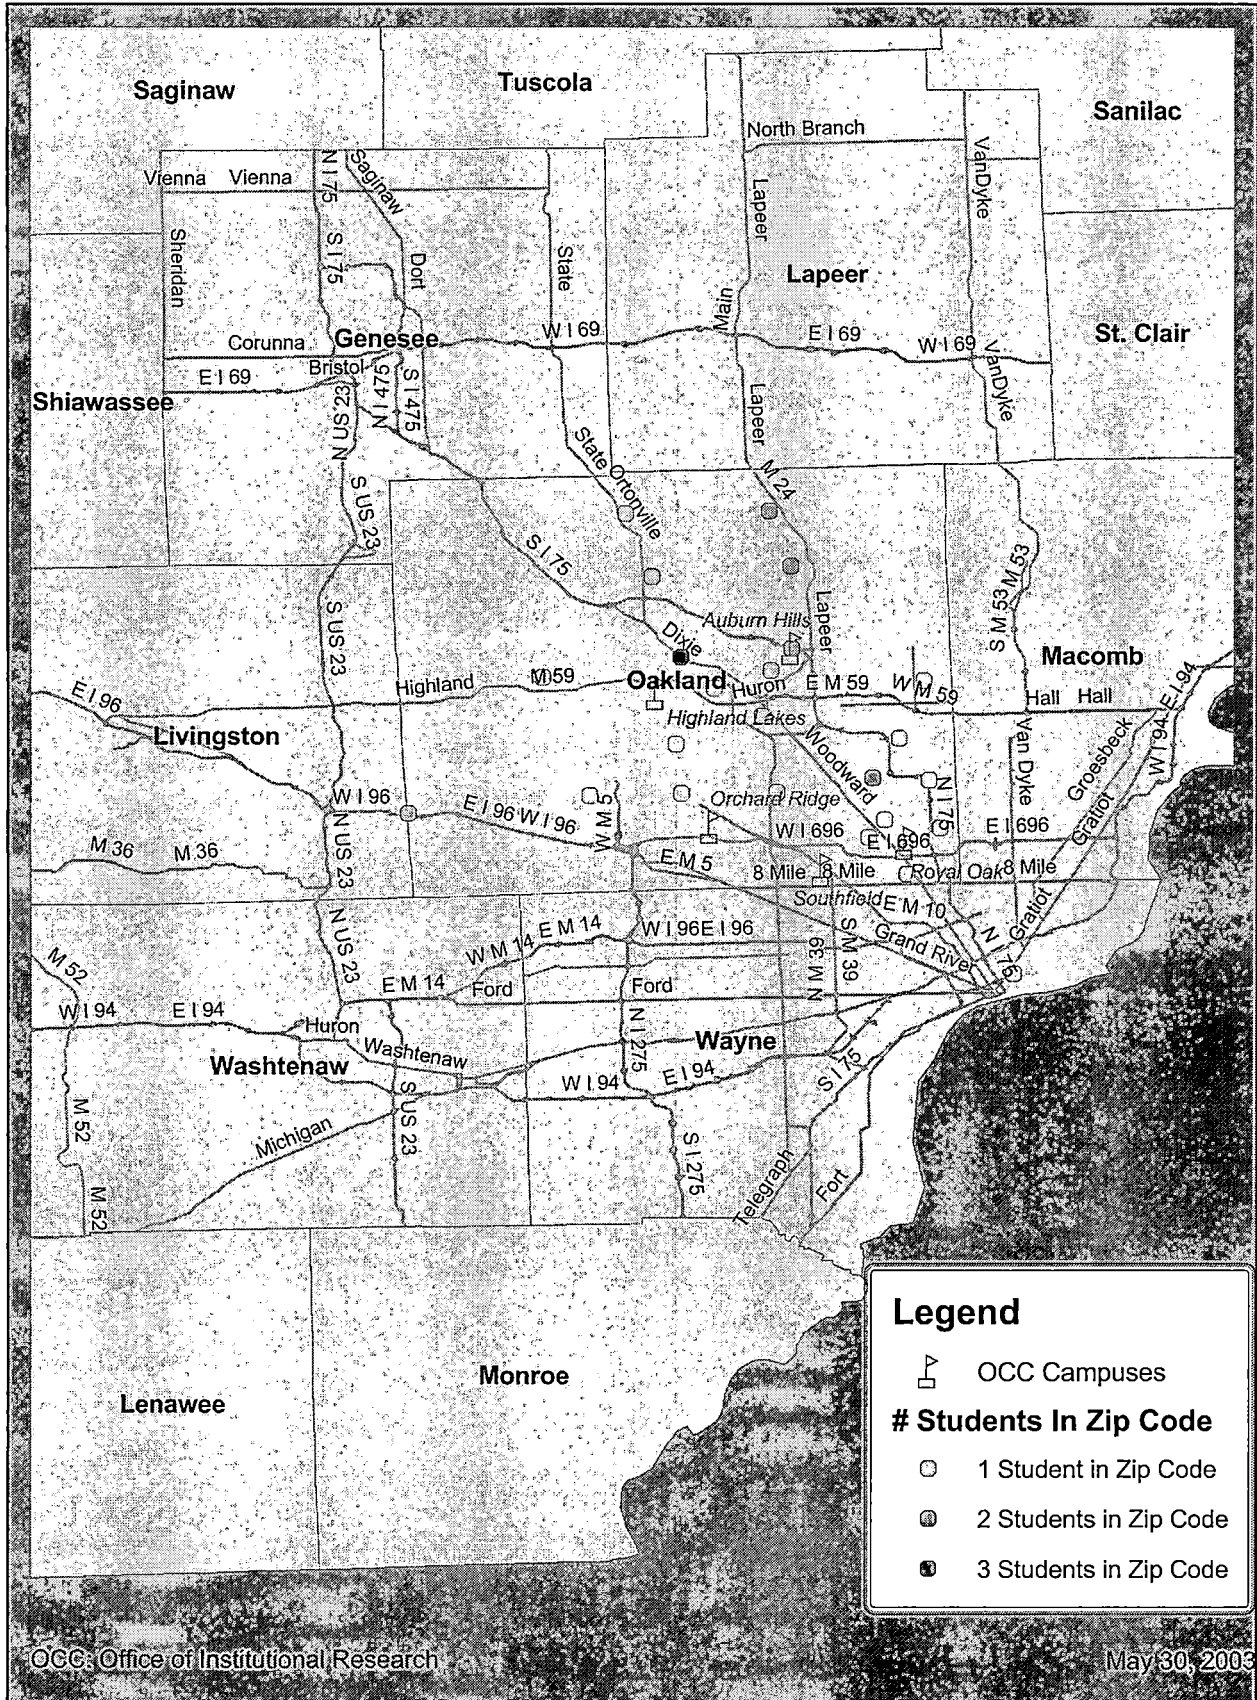 Saginaw
Tuscola
Sanilac
North Branch
Vienna Vienna
N I 75
Saginaw
VanDyke
Lapeer
Sheridan
S I 75
Dort
State
Lapeer
Main
St. Clair
Corunna
Genesee
W I 69
E I 69
W I 69
Bristol
E I 69
VanDyke
Shiawassee
N US 23
N I 475
S I 475
Lapeer
State
Ortonville
M 24
S US 23
S I 75
S M 53
M 53
S US 23
Auburn Hills
Lapeer
Dixie
Macomb
Oakland
E I 96
Highland
M 59
Huron
E M 59
W M 59
Hall Hall
E I 94
Highland Lakes
Livingston
Woodward
Van Dyke
Groesbeck
W I 94
W I 96
E I 96
W I 96
W M 5
Orchard Ridge
N I 75
Gratiot
M 36
M 36
N US 23
W I 696
E I 696
E I 696
E M 5
8 Mile
8 Mile
Royal Oak
8 Mile
Southfield
E M 10
N US 23
W M 14
E M 14
W I 96
E I 96
N M 39
S M 39
Grand River
N I 75
Gratiot
M 52
E M 14
Ford
Ford
W I 94
E I 94
Huron
Washtenaw
Washtenaw
N I 275
Wayne
W I 94
E I 94
S I 75
M 52
Michigan
S US 23
S I 275
Telegraph
Fort
M 52
Legend
OCC Campuses
# Students In Zip Code
1 Student in Zip Code
2 Students in Zip Code
3 Students in Zip Code
Monroe
Lenawee
OCC: Office of Institutional Research
May 30, 2003